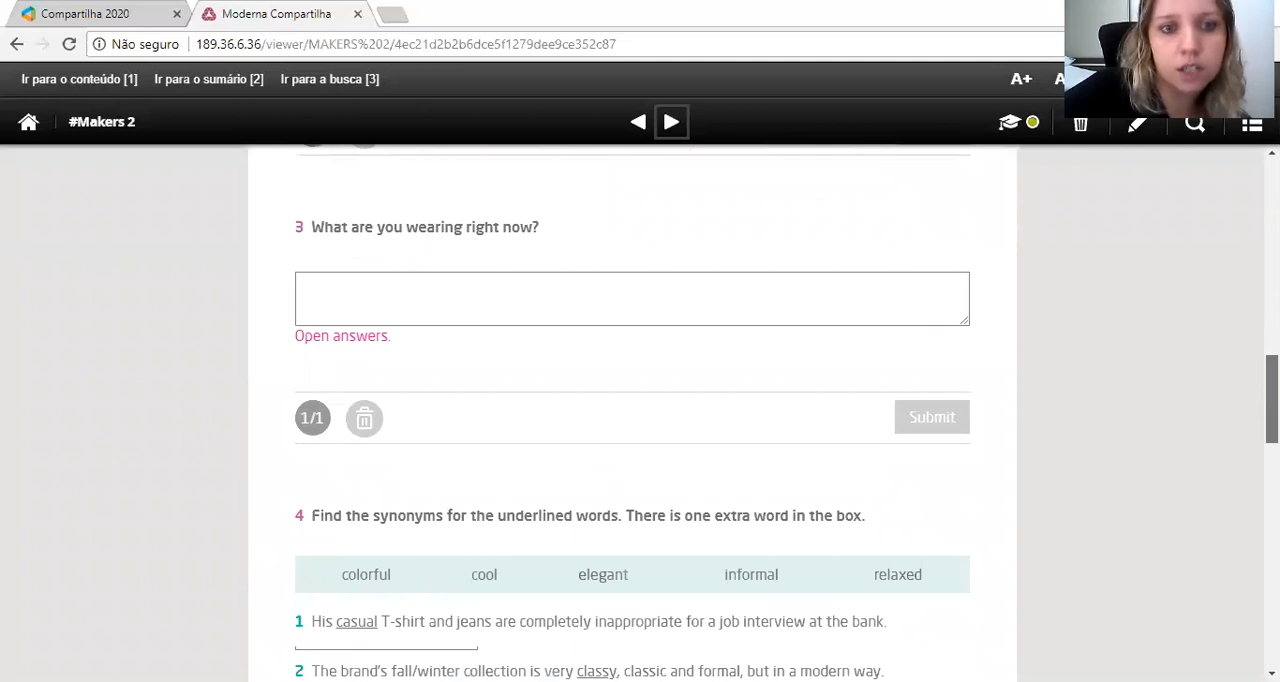 Compartilha 2020
Moderna Compartilha
Não seguro
189.36.6.36/viewer/MAKERS%202/4ec21d2b2b6dce5f1279dee9ce352c87
Ir para o conteúdo [1] Ir para o sumário [2] Ir para a busca [3]
A+
#Makers 2
3 What are you wearing right now?
Open answers.
1/1
Submit
4 Find the synonyms for the underlined words. There is one extra word in the box.
colorful cool elegant informal relaxed
1 His casual T-shirt and jeans are completely inappropriate for a job interview at the bank.
2 The brand's fall/winter collection is very classy, classic and formal, but in a modern way.